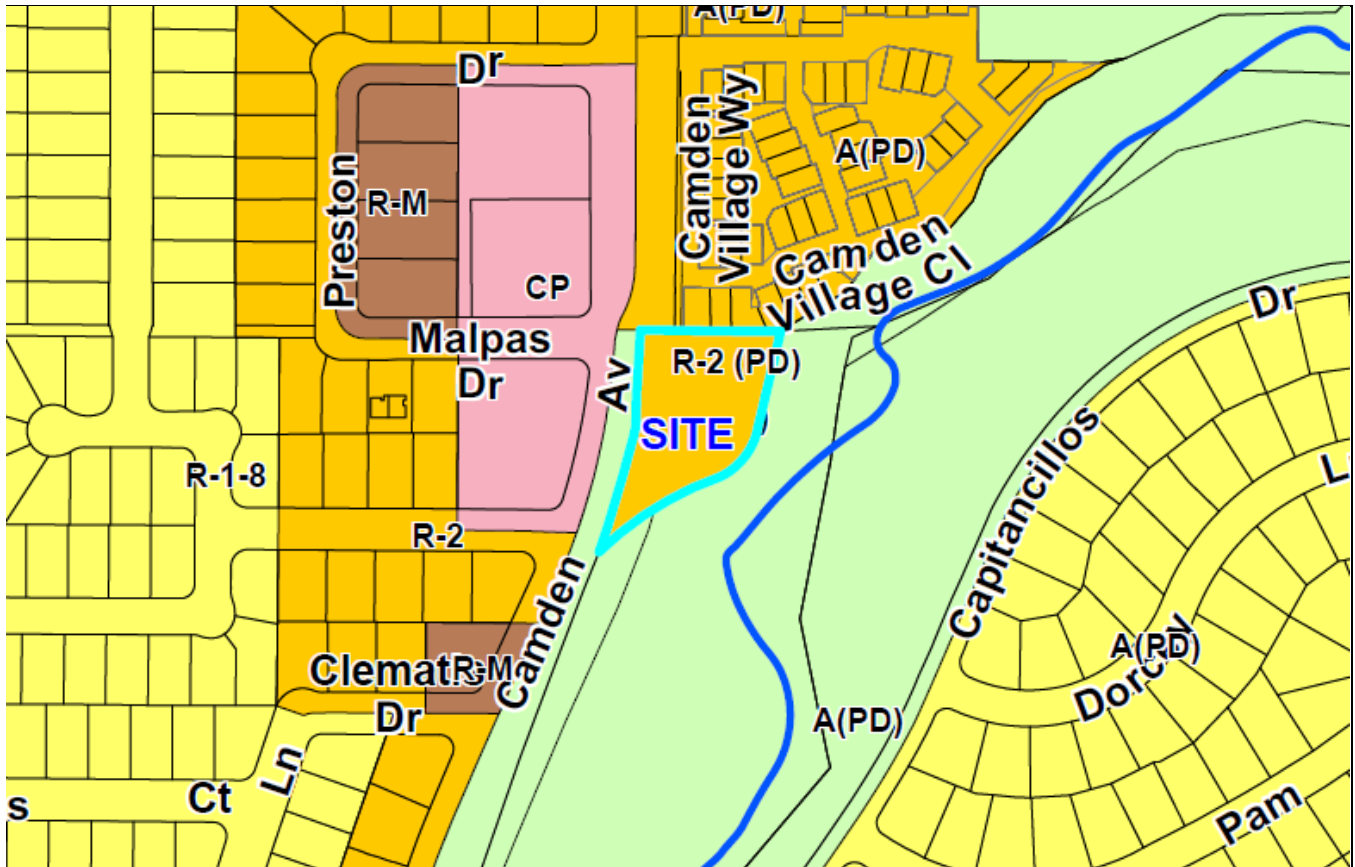 A(PD)
Dr
Camden
Village Wy
A(PD)
Preston
R-M
Camden
Village Cl
CP
Dr
Malpas
Dr
Av
R-2 (PD)
SITE
Capitancillos
R-1-8
R-2
Camden
R-M
A(PD)
Dr
A(PD)
Ln
Ct
s
Pam